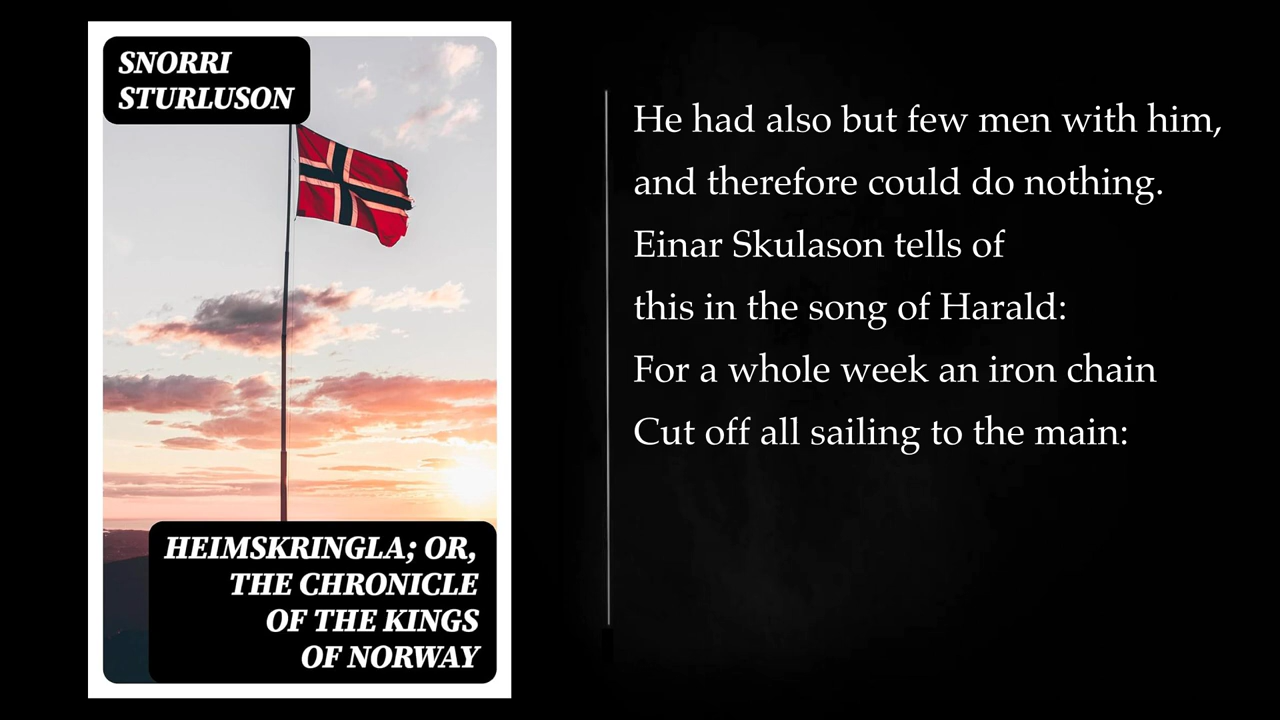 SNORRI
STURLUSON
HEIMSKRINGLA; OR,
THE CHRONICLE
OF THE KINGS
OF NORWAY
He had also but few men with him,
and therefore could do nothing.
Einar Skulason tells of
this in the song of Harald:
For a whole week an iron chain
Cut off all sailing to the main: